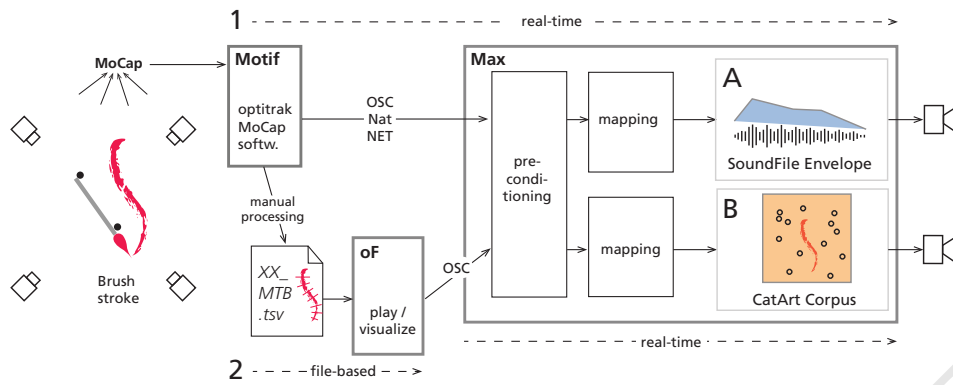 1
real-time
MoCap
Motif
optitrak
MoCap
softw.
OSC
Nat
NET
Max
pre-
condi-
tioning
mapping
A
SoundFile Envelope
manual
processing
Brush
stroke
XX_
MTB
.tsv
oF
play /
visualize
OSC
mapping
B
CatArt Corpus
real-time
2
file-based